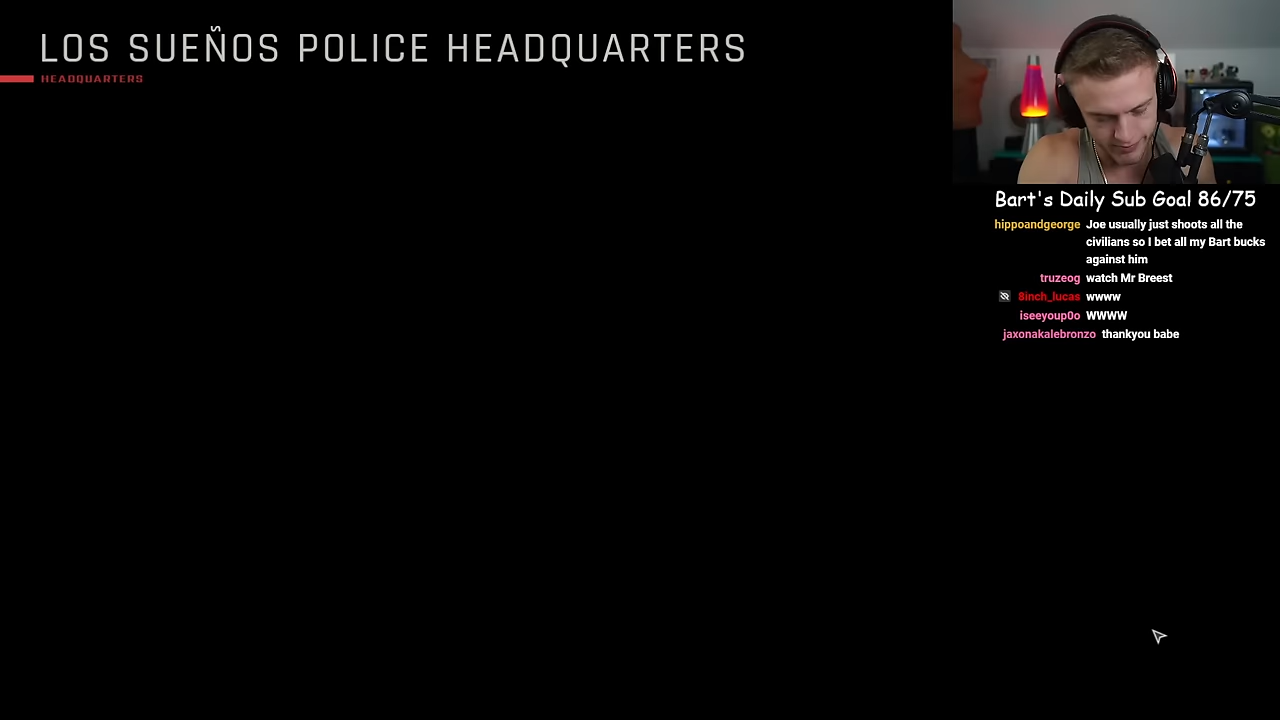 LOS SUEÑOS POLICE HEADQUARTERS
HEADQUARTERS
Bart's Daily Sub Goal 86/75
hippoandgeorge Joe usually just shoots all the
civilians so I bet all my Bart bucks
against him
truzeog watch Mr Breest
8inch_lucas wwww
iseeyoup0o WWWW
jaxonakalebronzo thankyou babe